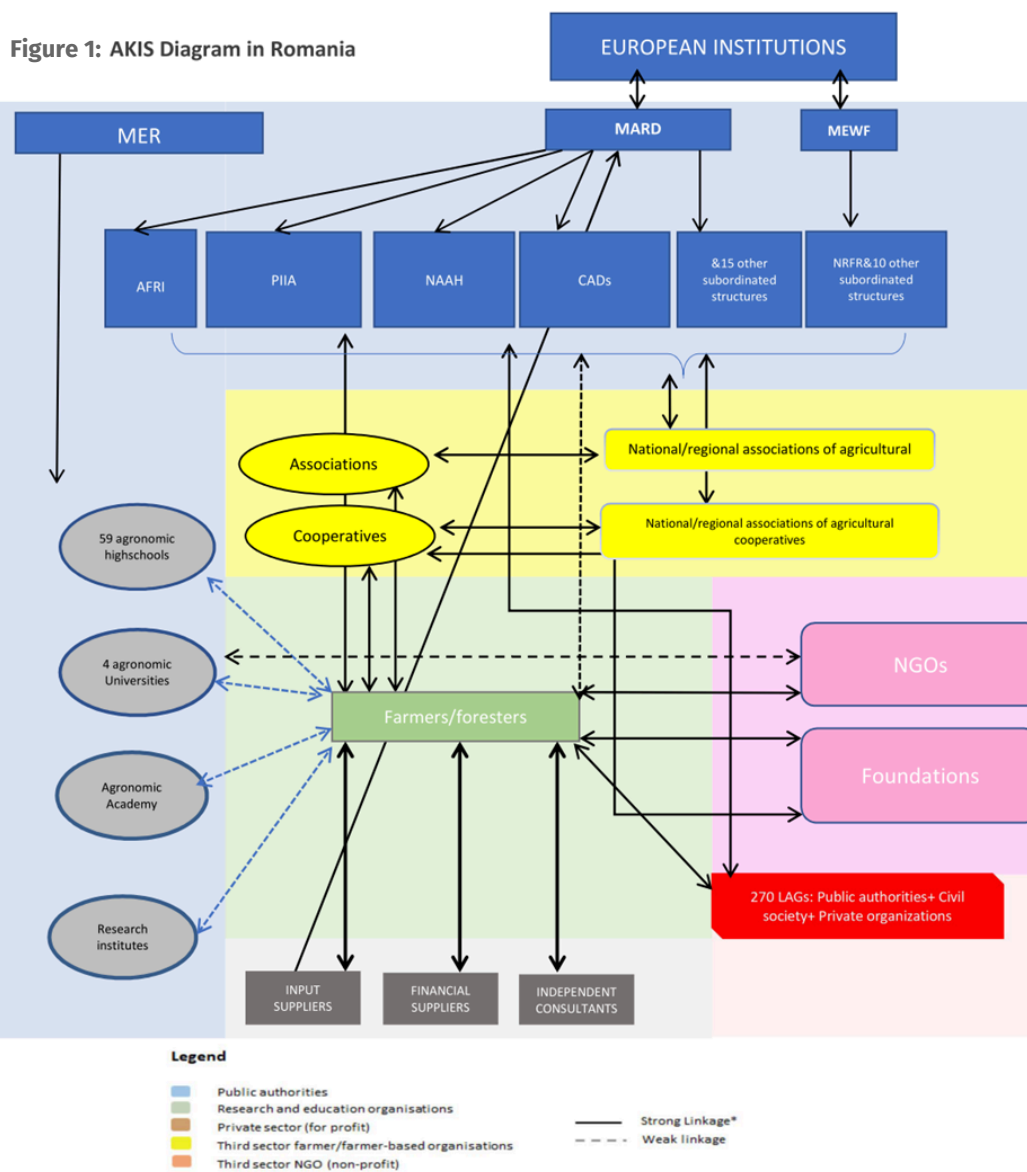 Figure 1: AKIS Diagram in Romania
EUROPEAN INSTITUTIONS
MER
MARD
MEWF
AFRI
PIIA
NAAH
CADs
&15 other
subordinated
structures
NRFR&10 other
subordinated
structures
Associations
National/regional associations of agricultural
Cooperatives
National/regional associations of agricultural
cooperatives
59 agronomic
highschools
4 agronomic
Universities
NGOs
Farmers/foresters
Agronomic
Academy
Foundations
270 LAGs: Public authorities+ Civil
society+ Private organizations
Research
institutes
INPUT
SUPPLIERS
FINANCIAL
SUPPLIERS
INDEPENDENT
CONSULTANTS
Legend
Public authorities
Research and education organisations
Private sector (for profit)
Third sector farmer/farmer-based organisations
Third sector NGO (non-profit)
Strong Linkage*
Weak linkage